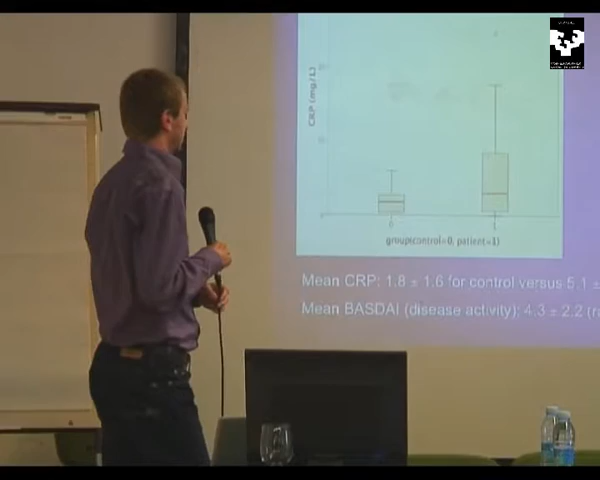 CRP (mg/L)
0
1
group(control=0, patient=1)
Mean CRP: 1.8 ± 1.6 for control versus 5.1 ±
Mean BASDAI (disease activity): 4.3 ± 2.2 (r